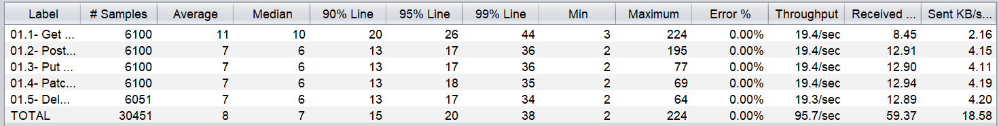 Label # Samples Average Median 90% Line 95% Line 99% Line Min Maximum Error % Throughput Received ... Sent KB/s...
01.1- Get ... 6100 11 10 20 26 44 3 224 0.00% 19.4/sec 8.45 2.16
01.2- Post... 6100 7 6 13 17 36 2 195 0.00% 19.4/sec 12.91 4.15
01.3- Put ... 6100 7 6 13 17 36 2 77 0.00% 19.4/sec 12.90 4.11
01.4- Patc... 6100 7 6 13 18 35 2 69 0.00% 19.4/sec 12.94 4.19
01.5- Del... 6051 7 6 13 17 34 2 64 0.00% 19.3/sec 12.89 4.20
TOTAL 30451 8 7 15 20 38 2 224 0.00% 95.7/sec 59.37 18.58